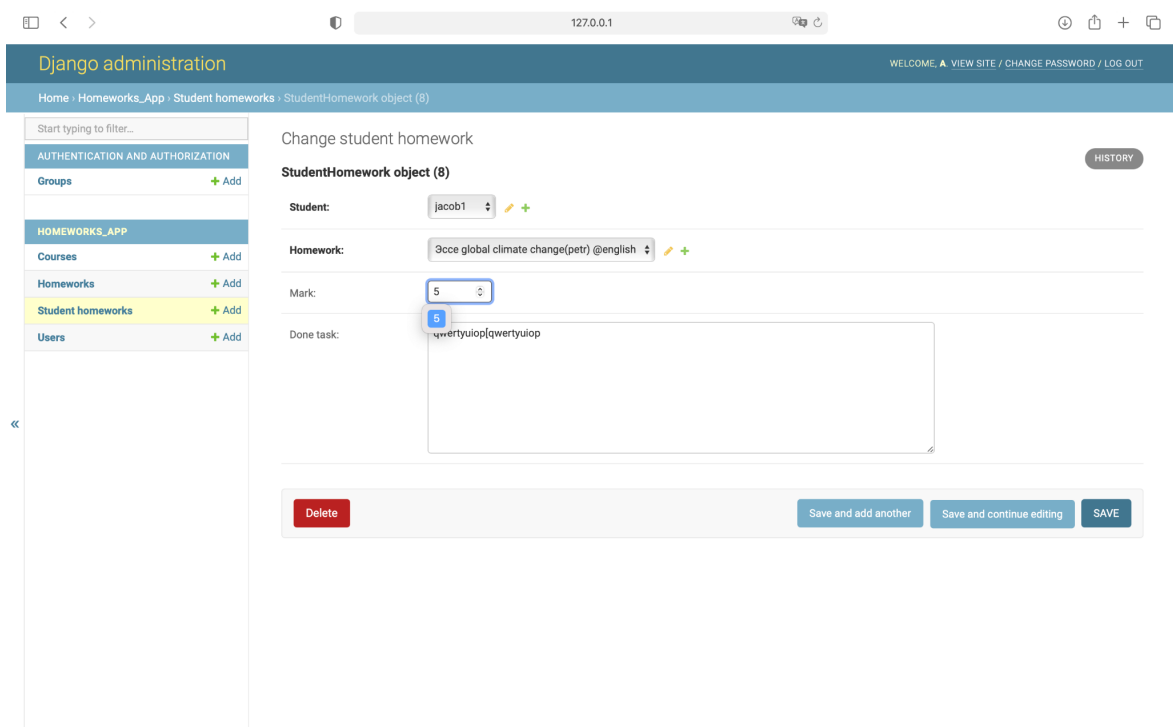 127.0.0.1
Django administration
WELCOME, A. VIEW SITE / CHANGE PASSWORD / LOG OUT
Home › Homeworks_App › Student homeworks › StudentHomework object (8)
Start typing to filter...
AUTHENTICATION AND AUTHORIZATION
Groups + Add
HOMEWORKS_APP
Courses + Add
Homeworks + Add
Student homeworks + Add
Users + Add
«
Change student homework
HISTORY
StudentHomework object (8)
Student: jacob1
Homework: Эссе global climate change(petr) @english
Mark: 5
5
Done task: qwertyuiop[qwertyuiop
Delete
Save and add another
Save and continue editing
SAVE